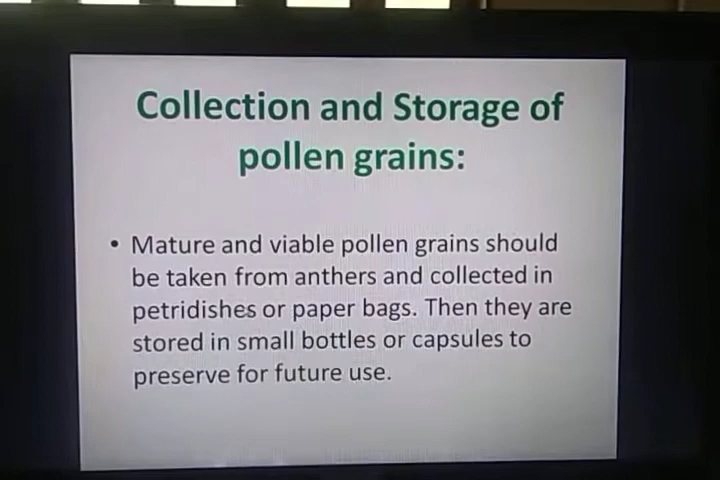 Collection and Storage of
pollen grains:
• Mature and viable pollen grains should
be taken from anthers and collected in
petridishes or paper bags. Then they are
stored in small bottles or capsules to
preserve for future use.